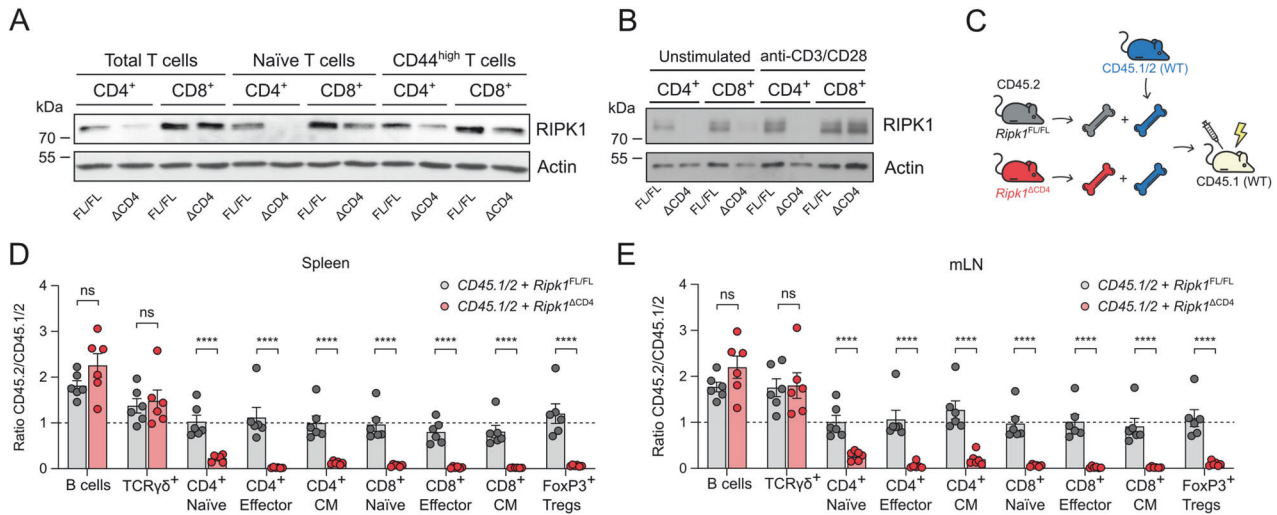 A
Total T cells Naïve T cells CD44high T cells
CD4+ CD8+ CD4+ CD8+ CD4+ CD8+
kDa
70
RIPK1
55
Actin
FL/FL ΔCD4 FL/FL ΔCD4 FL/FL ΔCD4 FL/FL ΔCD4 FL/FL ΔCD4 FL/FL ΔCD4
B
Unstimulated anti-CD3/CD28
CD4+ CD8+ CD4+ CD8+
kDa
70
RIPK1
55
Actin
FL/FL ΔCD4 FL/FL ΔCD4 FL/FL ΔCD4 FL/FL ΔCD4
C
CD45.1/2 (WT)
CD45.2
Ripk1FL/FL
+
Ripk1ΔCD4
+
CD45.1 (WT)
D
Spleen
CD45.1/2 + Ripk1FL/FL
CD45.1/2 + Ripk1ΔCD4
Ratio CD45.2/CD45.1/2
4
3
2
1
0
ns ns **** **** **** **** **** **** ****
B cells TCRγδ+ CD4+ CD4+ CD4+ CD8+ CD8+ CD8+ FoxP3+
Naïve Effector CM Naïve Effector CM Tregs
E
mLN
CD45.1/2 + Ripk1FL/FL
CD45.1/2 + Ripk1ΔCD4
Ratio CD45.2/CD45.1/2
4
3
2
1
0
ns ns **** **** **** **** **** **** ****
B cells TCRγδ+ CD4+ CD4+ CD4+ CD8+ CD8+ CD8+ FoxP3+
Naïve Effector CM Naïve Effector CM Tregs